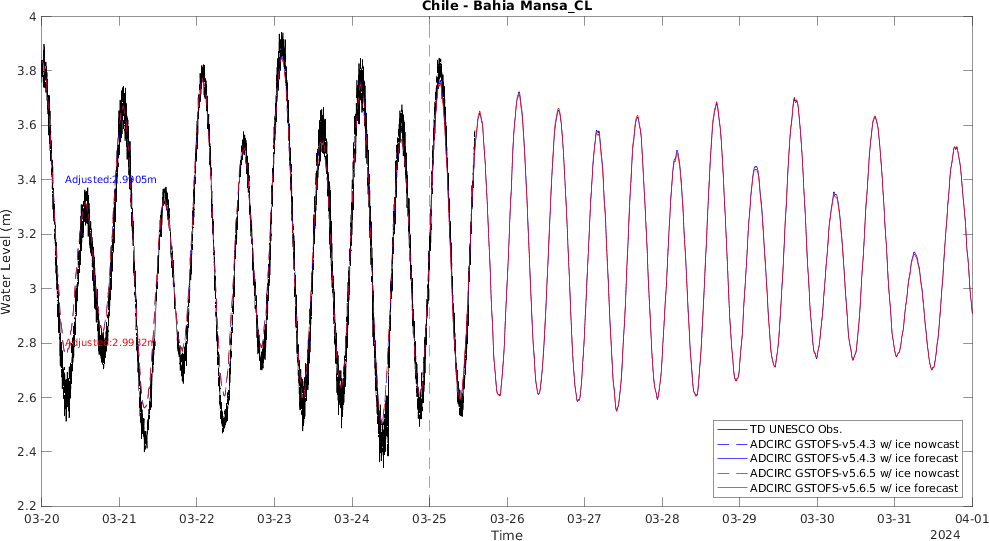 Chile - Bahia Mansa_CL
4
3.8
3.6
3.4
3.2
3
2.8
2.6
2.4
2.2
Water Level (m)
Adjusted:2.9905m
TD UNESCO Obs.
ADCIRC GSTOFS-v5.4.3 w/ ice nowcast
ADCIRC GSTOFS-v5.4.3 w/ ice forecast
ADCIRC GSTOFS-v5.6.5 w/ ice nowcast
ADCIRC GSTOFS-v5.6.5 w/ ice forecast
03-20 03-21 03-22 03-23 03-24 03-25 03-26 03-27 03-28 03-29 03-30 03-31 04-01
Time
2024